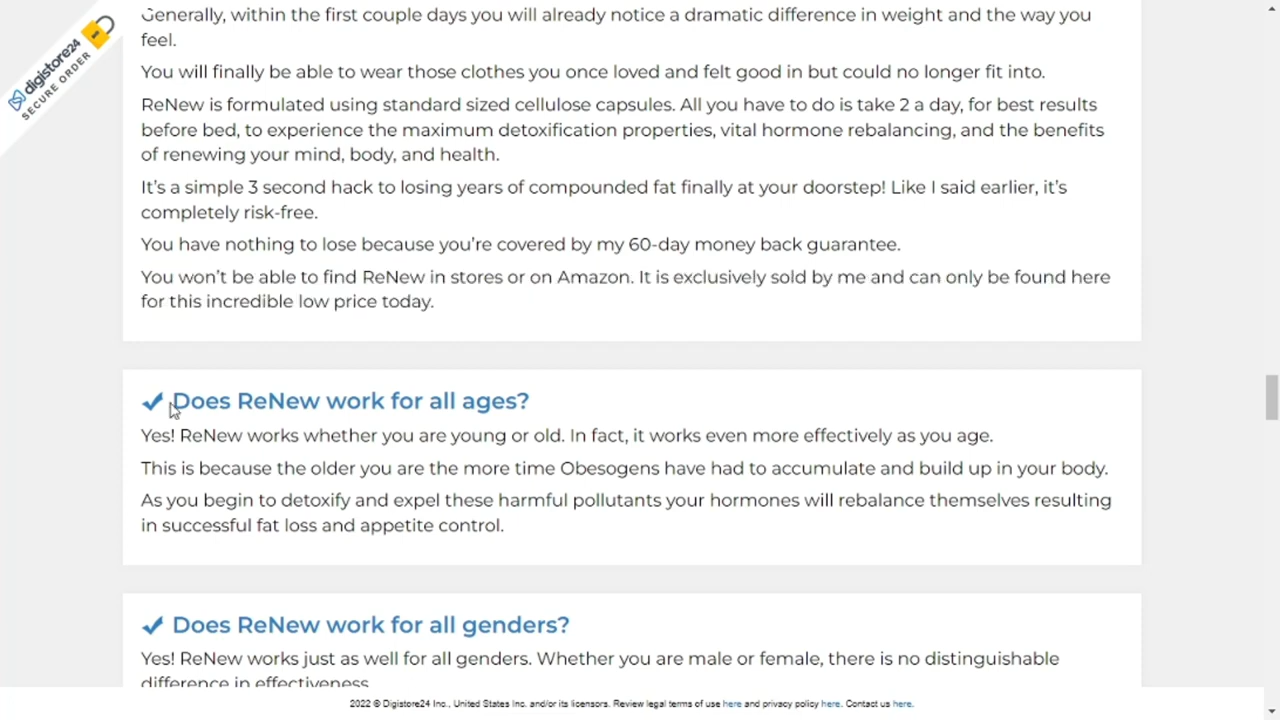 Generally, within the first couple days you will already notice a dramatic difference in weight and the way you
feel.
digistore24
SECURE ORDER
You will finally be able to wear those clothes you once loved and felt good in but could no longer fit into.
ReNew is formulated using standard sized cellulose capsules. All you have to do is take 2 a day, for best results
before bed, to experience the maximum detoxification properties, vital hormone rebalancing, and the benefits
of renewing your mind, body, and health.
It's a simple 3 second hack to losing years of compounded fat finally at your doorstep! Like I said earlier, it's
completely risk-free.
You have nothing to lose because you're covered by my 60-day money back guarantee.
You won't be able to find ReNew in stores or on Amazon. It is exclusively sold by me and can only be found here
for this incredible low price today.
Does ReNew work for all ages?
Yes! ReNew works whether you are young or old. In fact, it works even more effectively as you age.
This is because the older you are the more time Obesogens have had to accumulate and build up in your body.
As you begin to detoxify and expel these harmful pollutants your hormones will rebalance themselves resulting
in successful fat loss and appetite control.
Does ReNew work for all genders?
Yes! ReNew works just as well for all genders. Whether you are male or female, there is no distinguishable
difference in effectiveness
2022 © Digistore24 Inc., United States Inc. and/or its licensors. Review legal terms of use here and privacy policy here. Contact us here.